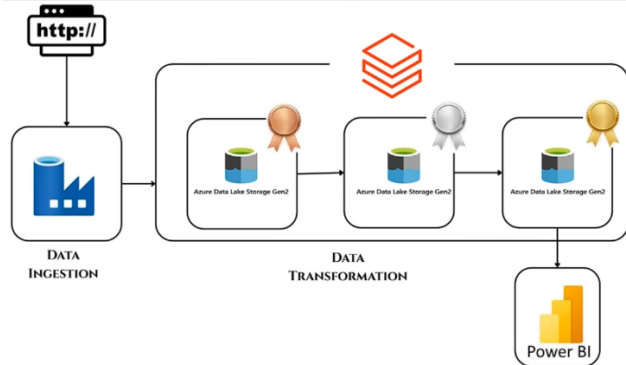 http://
Azure Data Lake Storage Gen2
Azure Data Lake Storage Gen2
Azure Data Lake Storage Gen2
DATA
INGESTION
DATA
TRANSFORMATION
Power BI